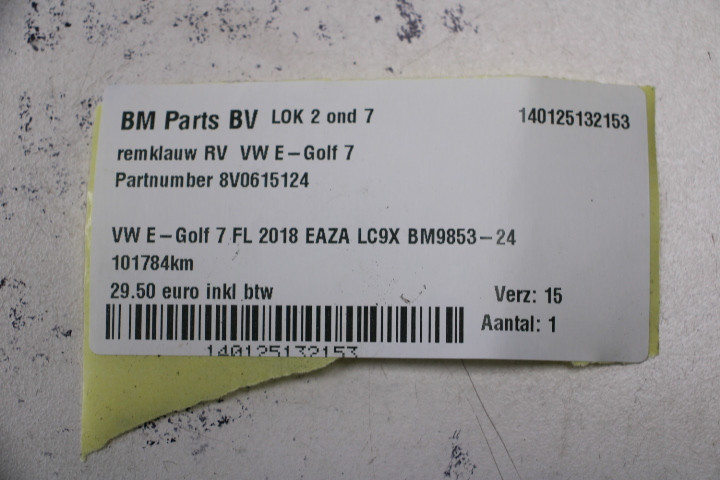 BM Parts BV LOK 2 ond 7 140125132153
remklauw RV VW E-Golf 7
Partnumber 8V0615124
VW E-Golf 7 FL 2018 EAZA LC9X BM9853-24
101784km
29.50 euro inkl btw Verz: 15
Aantal: 1
140125132153